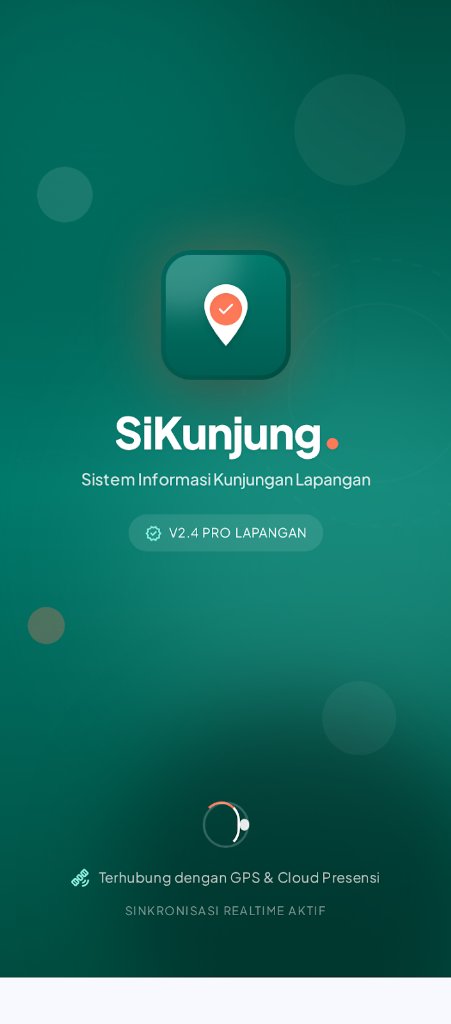 SiKunjung.
Sistem Informasi Kunjungan Lapangan
V2.4 PRO LAPANGAN
Terhubung dengan GPS & Cloud Presensi
SINKRONISASI REALTIME AKTIF